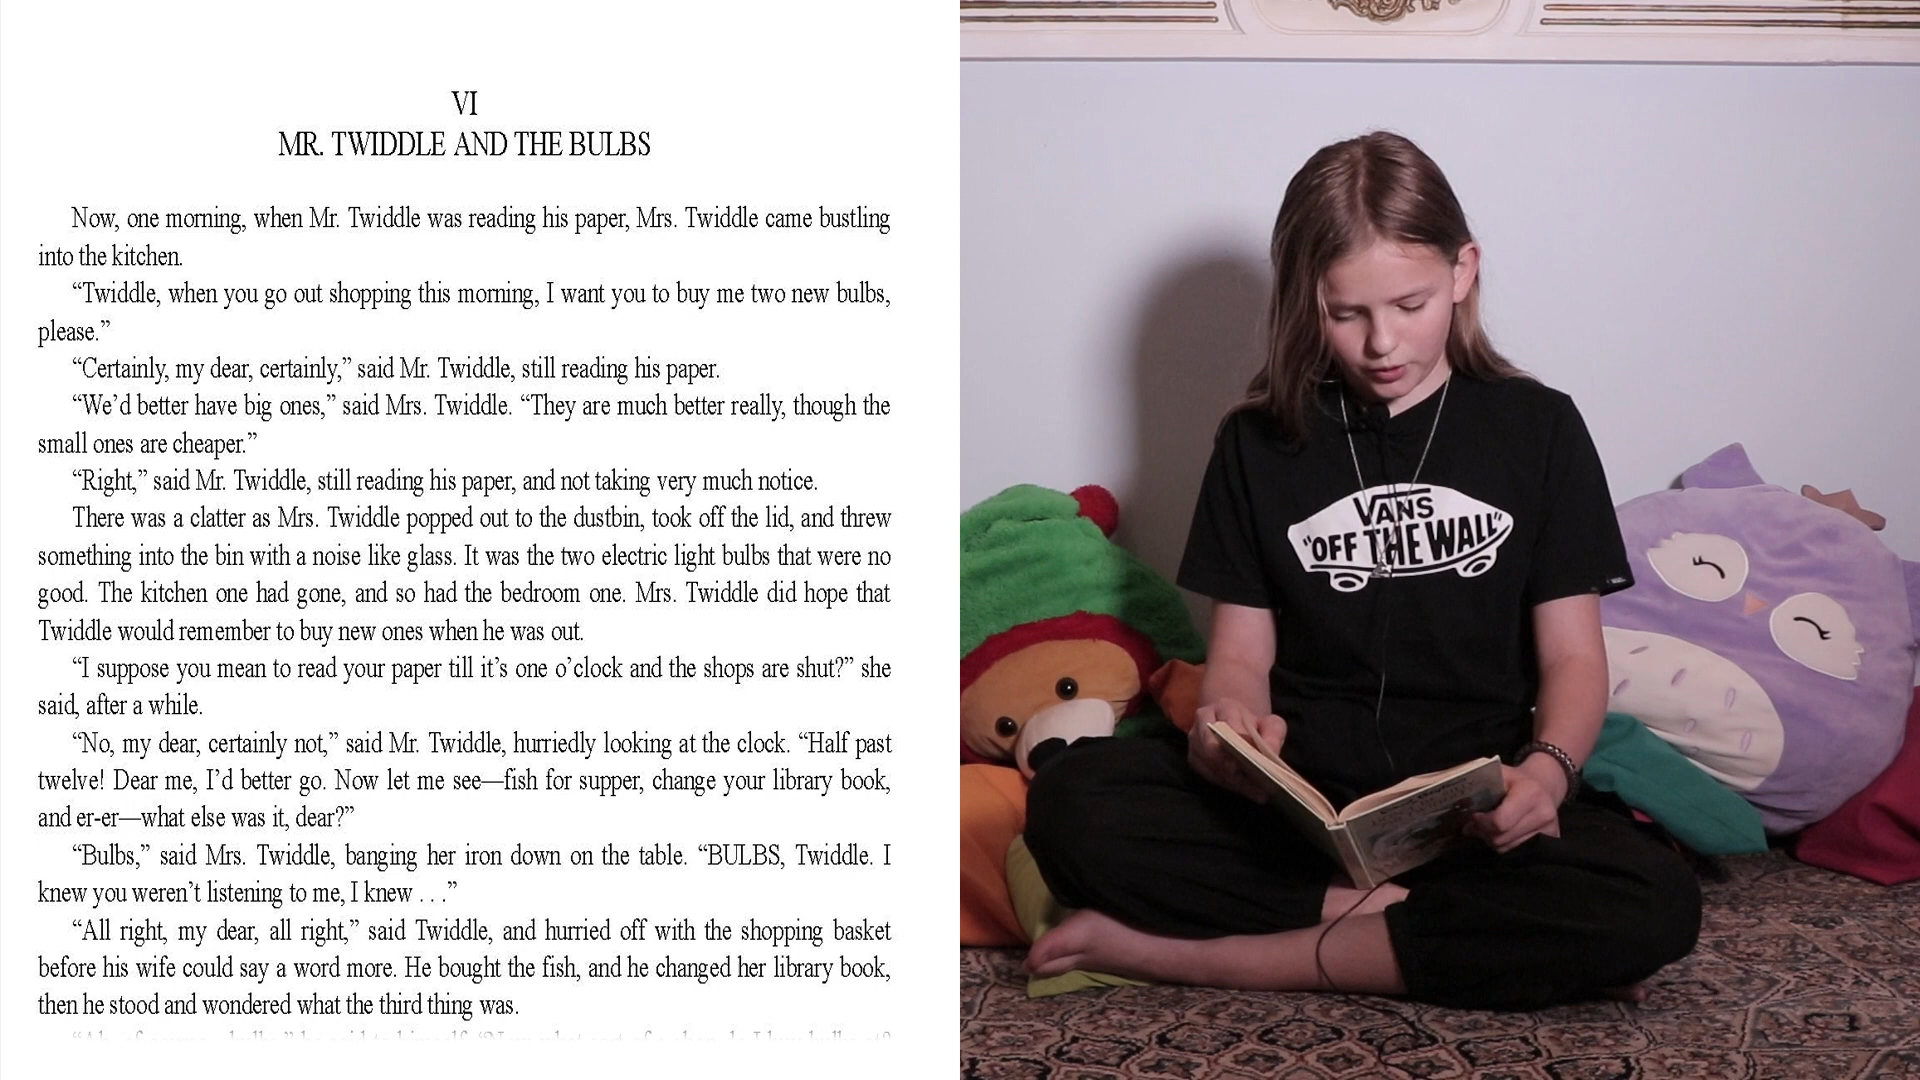 VI
MR. TWIDDLE AND THE BULBS
Now, one morning, when Mr. Twiddle was reading his paper, Mrs. Twiddle came bustling
into the kitchen.
“Twiddle, when you go out shopping this morning, I want you to buy me two new bulbs,
please.”
“Certainly, my dear, certainly,” said Mr. Twiddle, still reading his paper.
“We’d better have big ones,” said Mrs. Twiddle. “They are much better really, though the
small ones are cheaper.”
“Right,” said Mr. Twiddle, still reading his paper, and not taking very much notice.
There was a clatter as Mrs. Twiddle popped out to the dustbin, took off the lid, and threw
something into the bin with a noise like glass. It was the two electric light bulbs that were no
good. The kitchen one had gone, and so had the bedroom one. Mrs. Twiddle did hope that
Twiddle would remember to buy new ones when he was out.
“I suppose you mean to read your paper till it’s one o’clock and the shops are shut?” she
said, after a while.
“No, my dear, certainly not,” said Mr. Twiddle, hurriedly looking at the clock. “Half past
twelve! Dear me, I’d better go. Now let me see—fish for supper, change your library book,
and er-er—what else was it, dear?”
“Bulbs,” said Mrs. Twiddle, banging her iron down on the table. “BULBS, Twiddle. I
knew you weren’t listening to me, I knew . . .”
“All right, my dear, all right,” said Twiddle, and hurried off with the shopping basket
before his wife could say a word more. He bought the fish, and he changed her library book,
then he stood and wondered what the third thing was.
VANS
"OFF THE WALL"